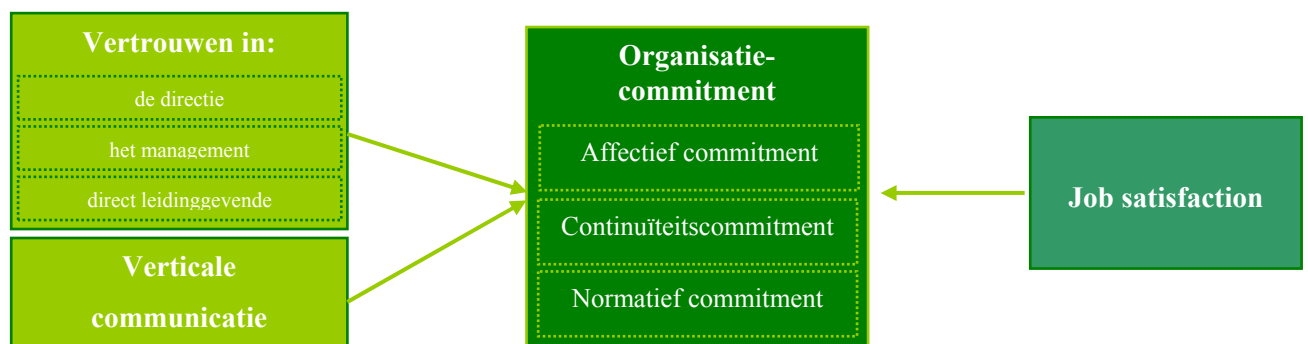 Vertrouwen in:
de directie
het management
direct leidinggevende
Verticale
communicatie
Organisatie-
commitment
Affectief commitment
Continuïteitscommitment
Normatief commitment
Job satisfaction